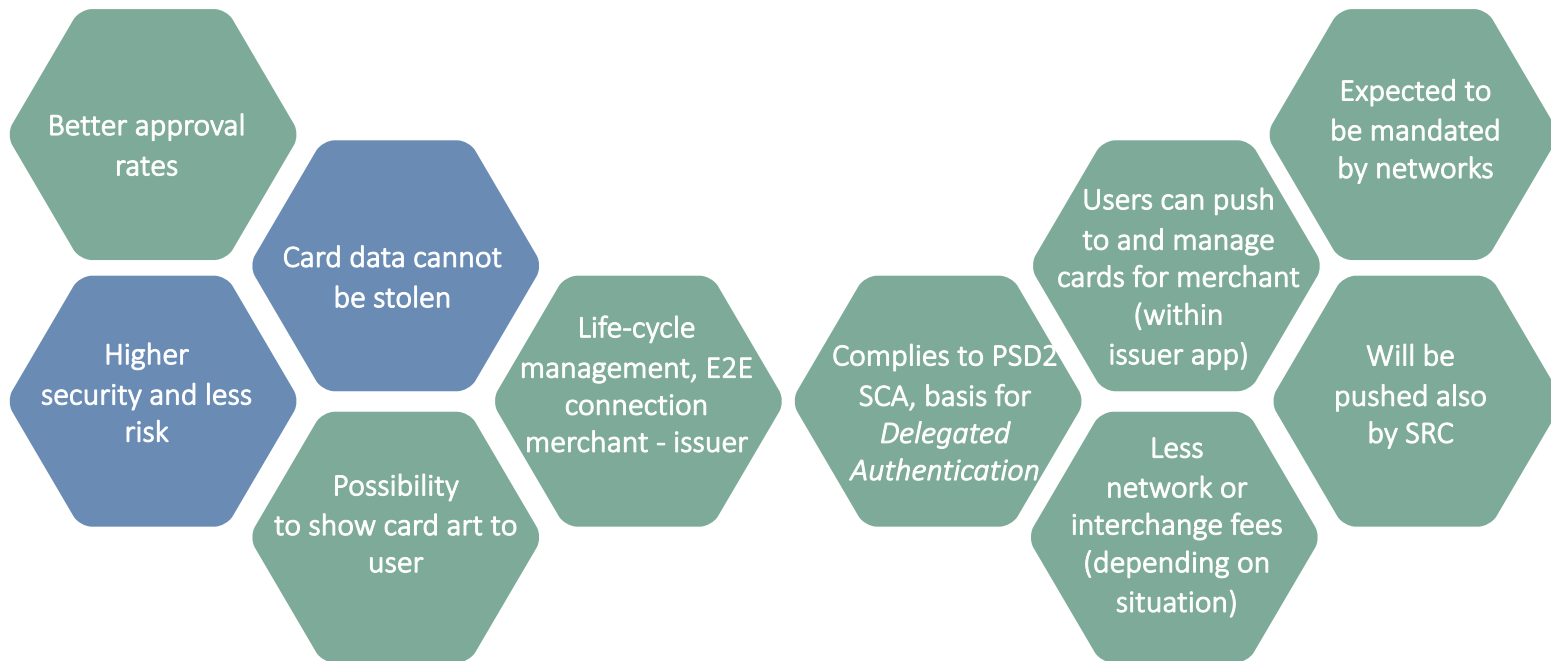 Better approval
rates
Card data cannot
be stolen
Higher
security and less
risk
Possibility
to show card art to
user
Life-cycle
management, E2E
connection
merchant - issuer
Complies to PSD2
SCA, basis for
Delegated
Authentication
Users can push
to and manage
cards for merchant
(within
issuer app)
Less
network or
interchange fees
(depending on
situation)
Expected to
be mandated
by networks
Will be
pushed also
by SRC